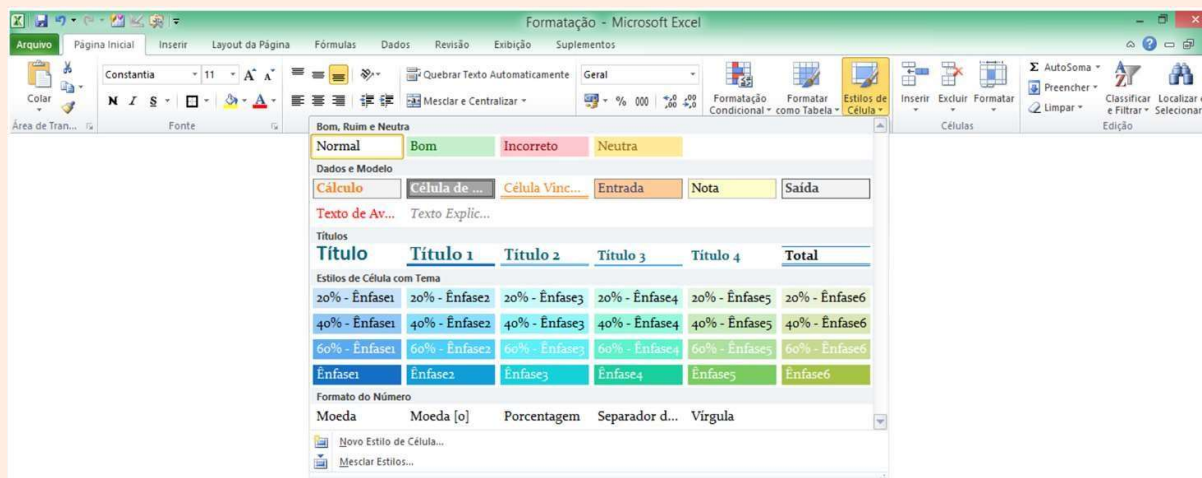 Formatação - Microsoft Excel
Arquivo Página Inicial Inserir Layout da Página Fórmulas Dados Revisão Exibição Suplementos
Colar
Área de Tran...
Constantia 11
N I S
Fonte
Quebrar Texto Automaticamente
Mesclar e Centralizar
Geral
% 000
Formatação Condicional
Formatar como Tabela
Estilos de Célula
Inserir Excluir Formatar
Células
Σ AutoSoma
Preencher
Limpar
Classificar e Filtrar
Localizar e Selecionar
Edição
Bom, Ruim e Neutra
Normal Bom Incorreto Neutra
Dados e Modelo
Cálculo Célula de ... Célula Vinc... Entrada Nota Saída
Texto de Av... Texto Explic...
Títulos
Título Título 1 Título 2 Título 3 Título 4 Total
Estilos de Célula com Tema
20% - Ênfase1 20% - Ênfase2 20% - Ênfase3 20% - Ênfase4 20% - Ênfase5 20% - Ênfase6
40% - Ênfase1 40% - Ênfase2 40% - Ênfase3 40% - Ênfase4 40% - Ênfase5 40% - Ênfase6
60% - Ênfase1 60% - Ênfase2 60% - Ênfase3 60% - Ênfase4 60% - Ênfase5 60% - Ênfase6
Ênfase1 Ênfase2 Ênfase3 Ênfase4 Ênfase5 Ênfase6
Formato do Número
Moeda Moeda [0] Porcentagem Separador d... Vírgula
Novo Estilo de Célula...
Mesclar Estilos...